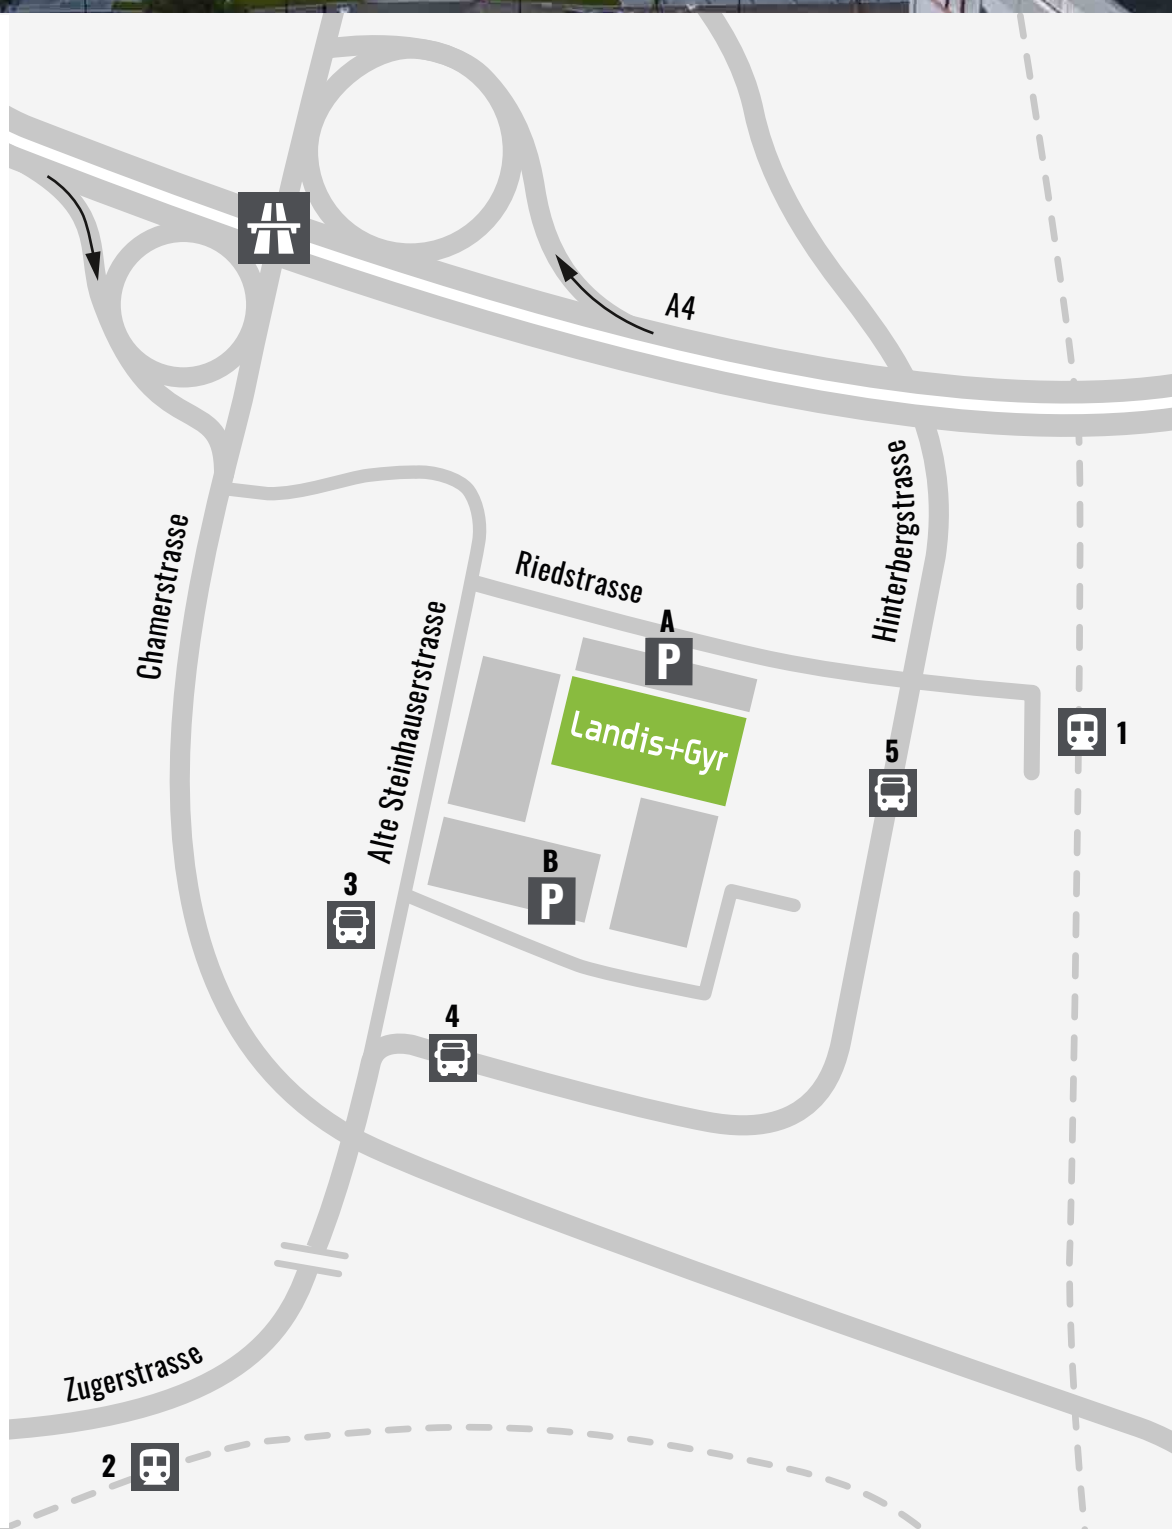 A4
Hinterbergstrasse
Chamerstrasse
Riedstrasse
Alte Steinhauserstrasse
A
P
Landis+Gyr
1
5
B
P
3
4
Zugerstrasse
2